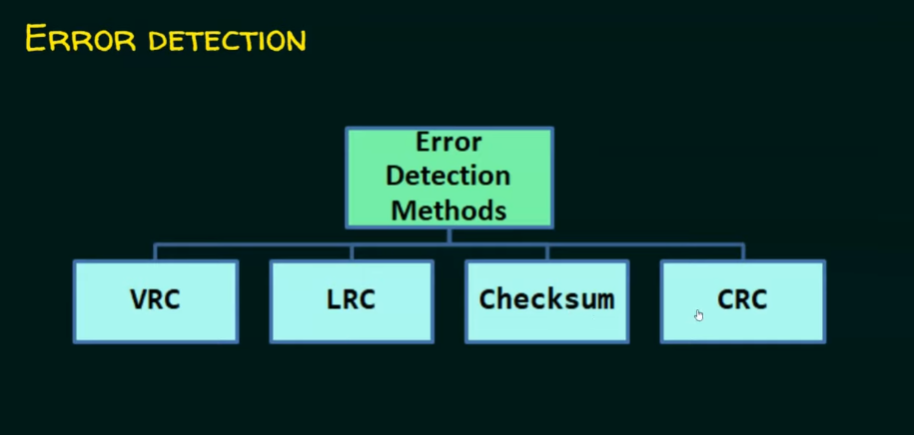 ERROR DETECTION
Error
Detection
Methods
VRC
LRC
Checksum
CRC